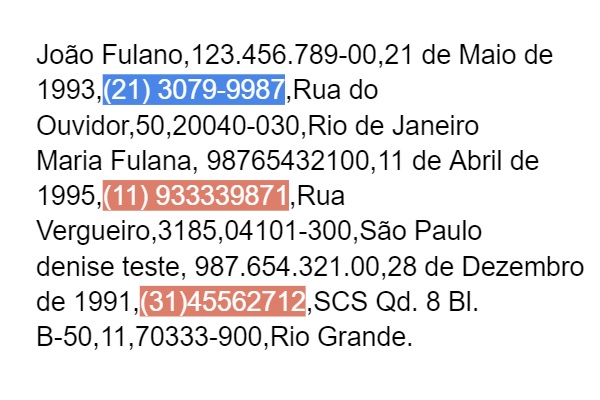 João Fulano,123.456.789-00,21 de Maio de
1993,(21) 3079-9987,Rua do
Ouvidor,50,20040-030,Rio de Janeiro
Maria Fulana, 98765432100,11 de Abril de
1995,(11) 933339871,Rua
Vergueiro,3185,04101-300,São Paulo
denise teste, 987.654.321.00,28 de Dezembro
de 1991,(31)45562712,SCS Qd. 8 Bl.
B-50,11,70333-900,Rio Grande.